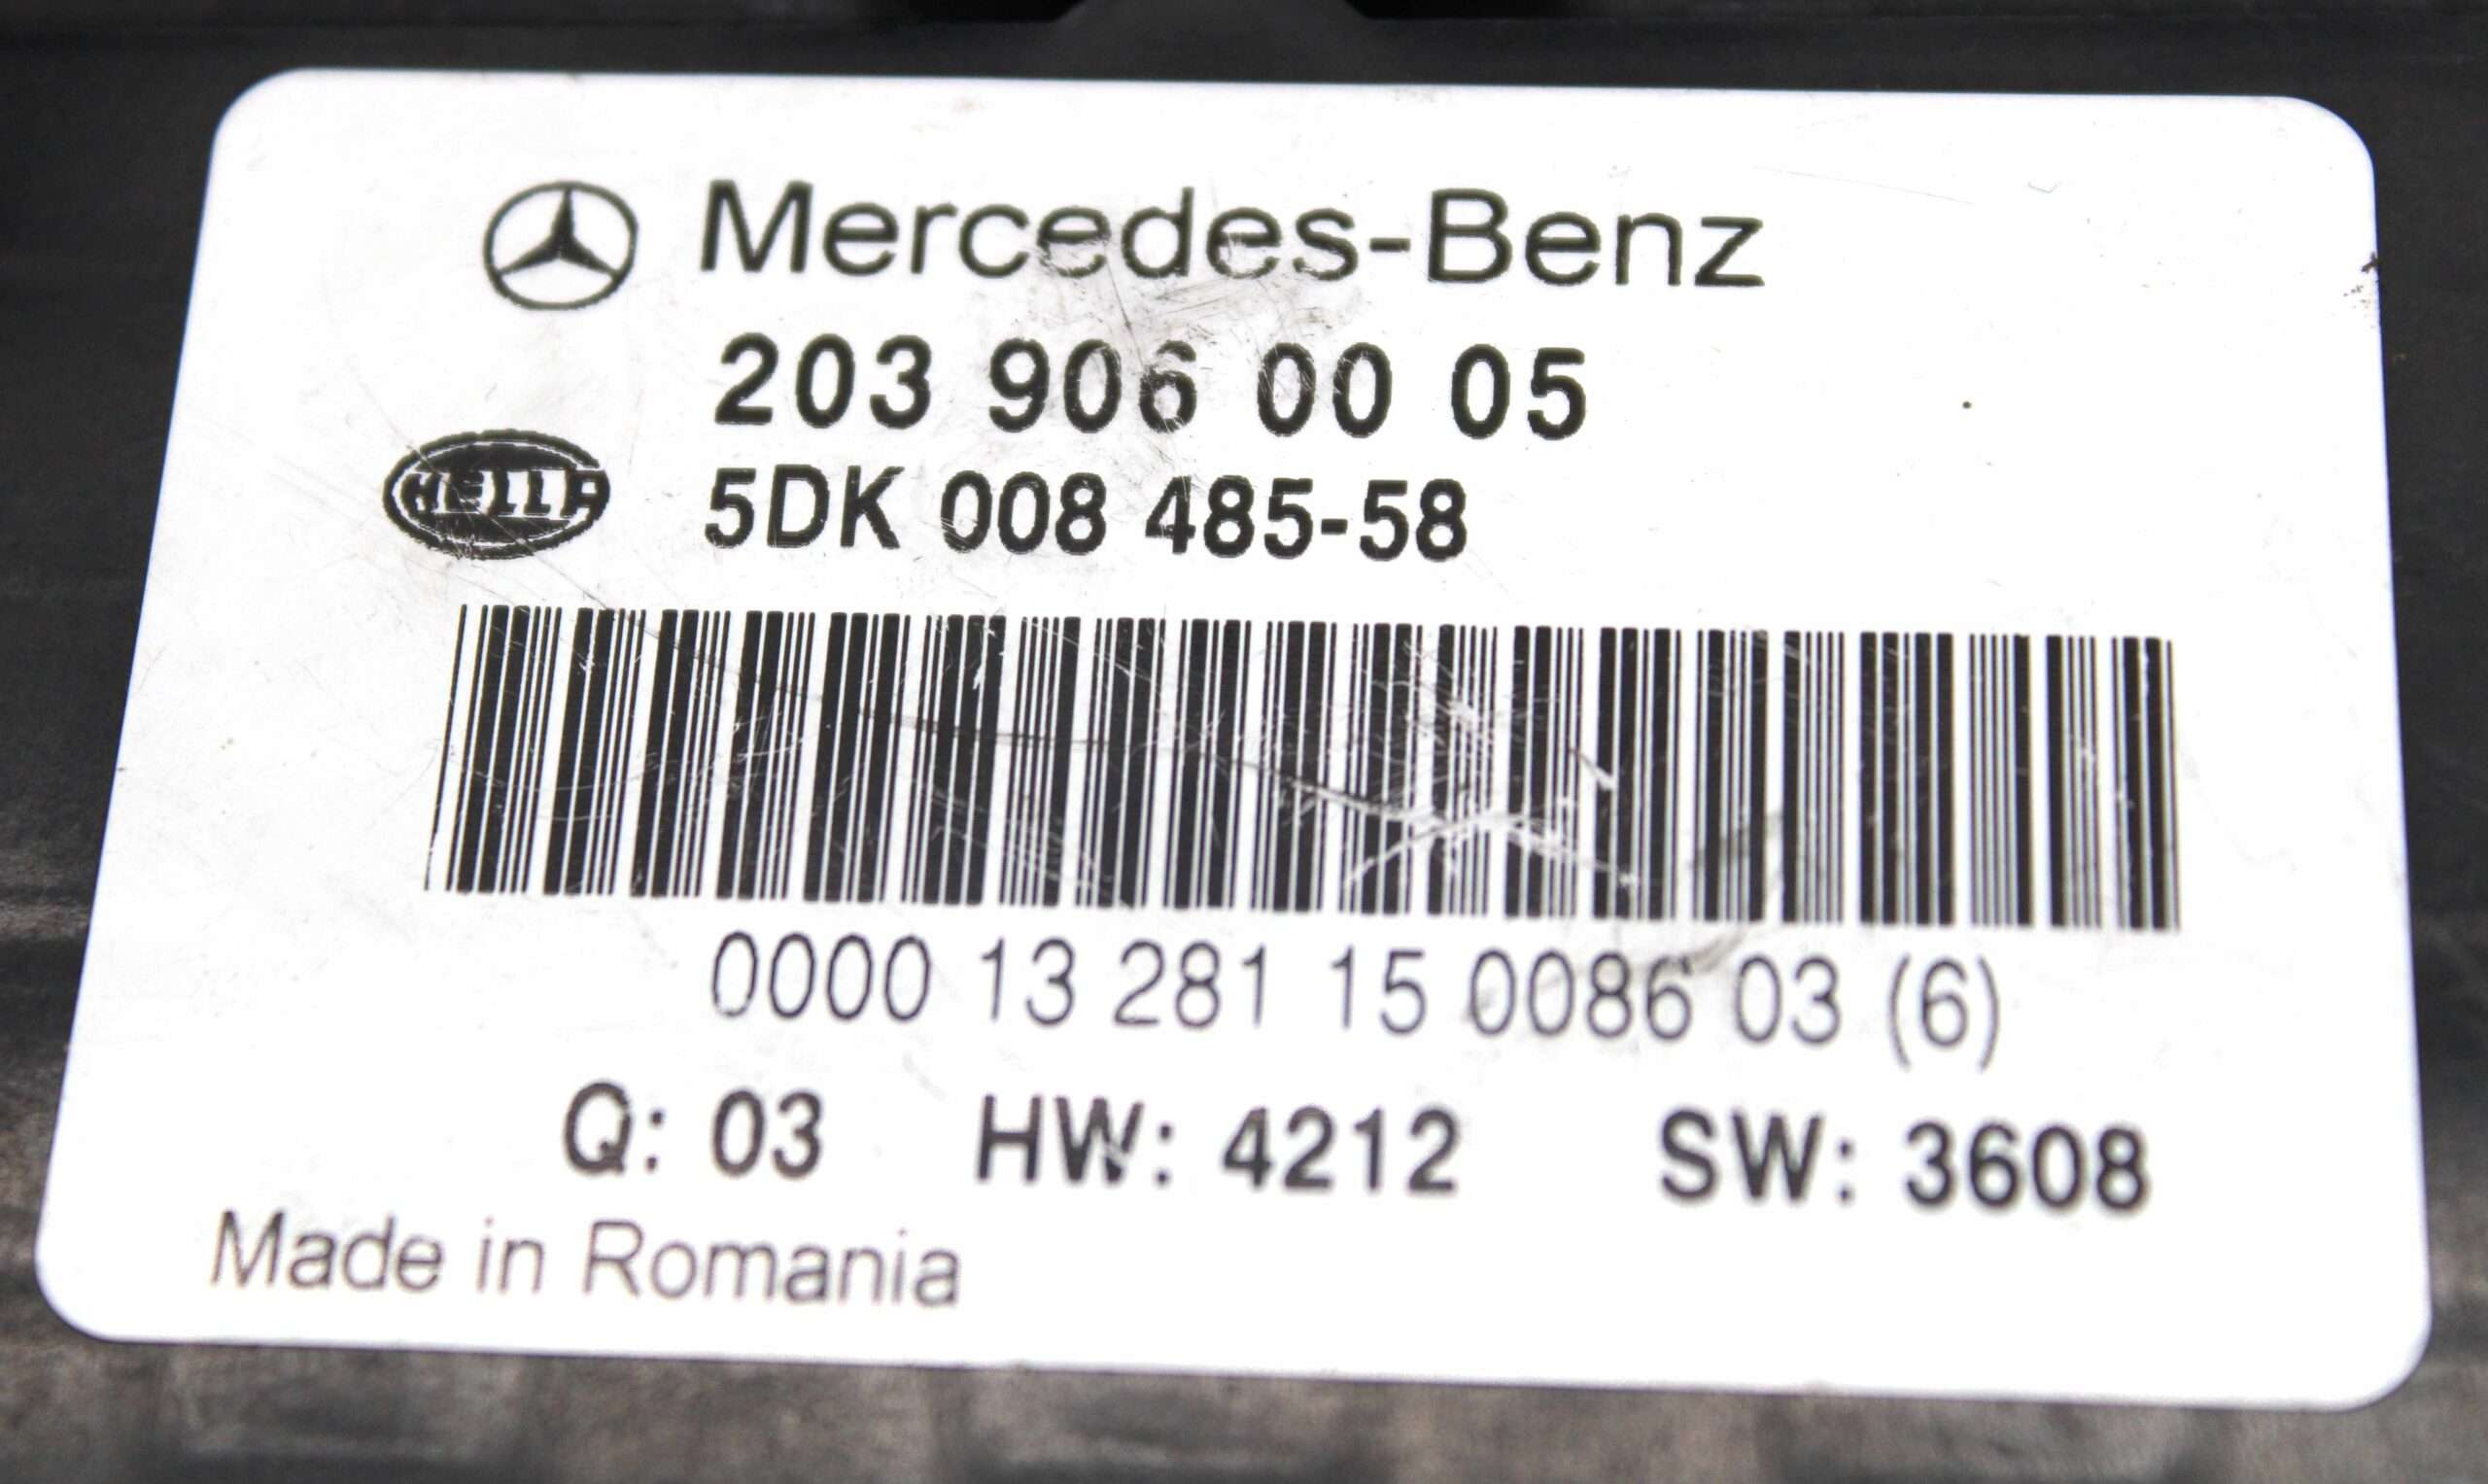 Mercedes-Benz
203 906 00 05
HELLA
5DK 008 485-58
0000 13 281 15 0086 03 (6)
Q: 03 HW: 4212 SW: 3608
Made in Romania